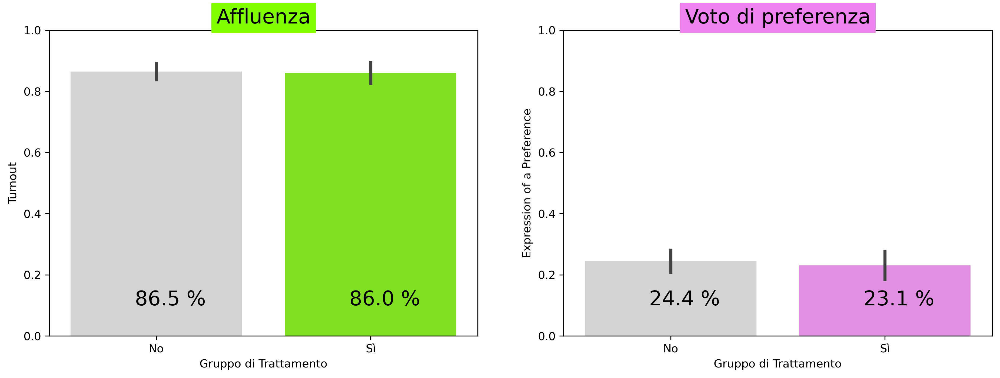 Affluenza
1.0
0.8
0.6
0.4
0.2
0.0
Turnout
86.5 %
86.0 %
No
Sì
Gruppo di Trattamento
Voto di preferenza
1.0
0.8
0.6
0.4
0.2
0.0
Expression of a Preference
24.4 %
23.1 %
No
Sì
Gruppo di Trattamento